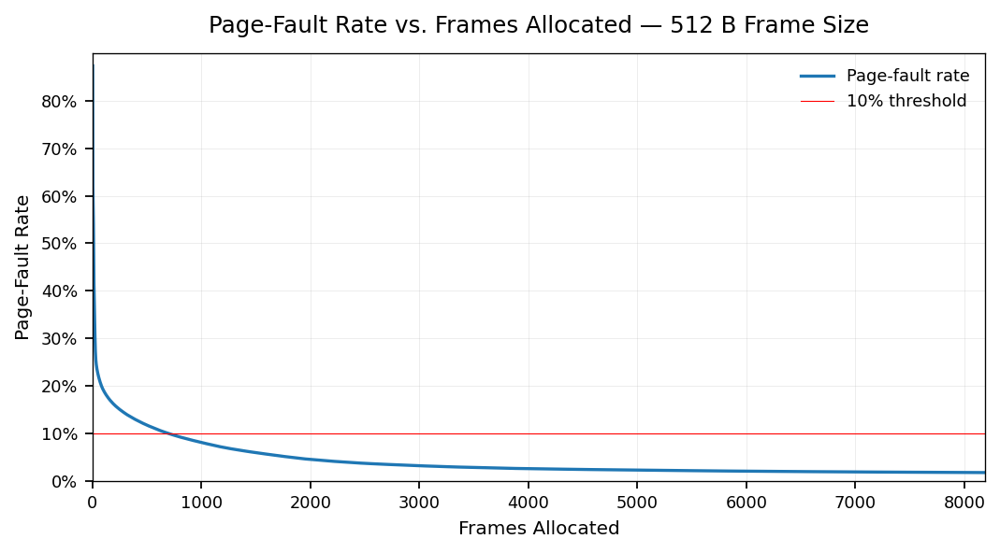 Page-Fault Rate vs. Frames Allocated — 512 B Frame Size
Page-fault rate
10% threshold
Page-Fault Rate
80%
70%
60%
50%
40%
30%
20%
10%
0%
0 1000 2000 3000 4000 5000 6000 7000 8000
Frames Allocated